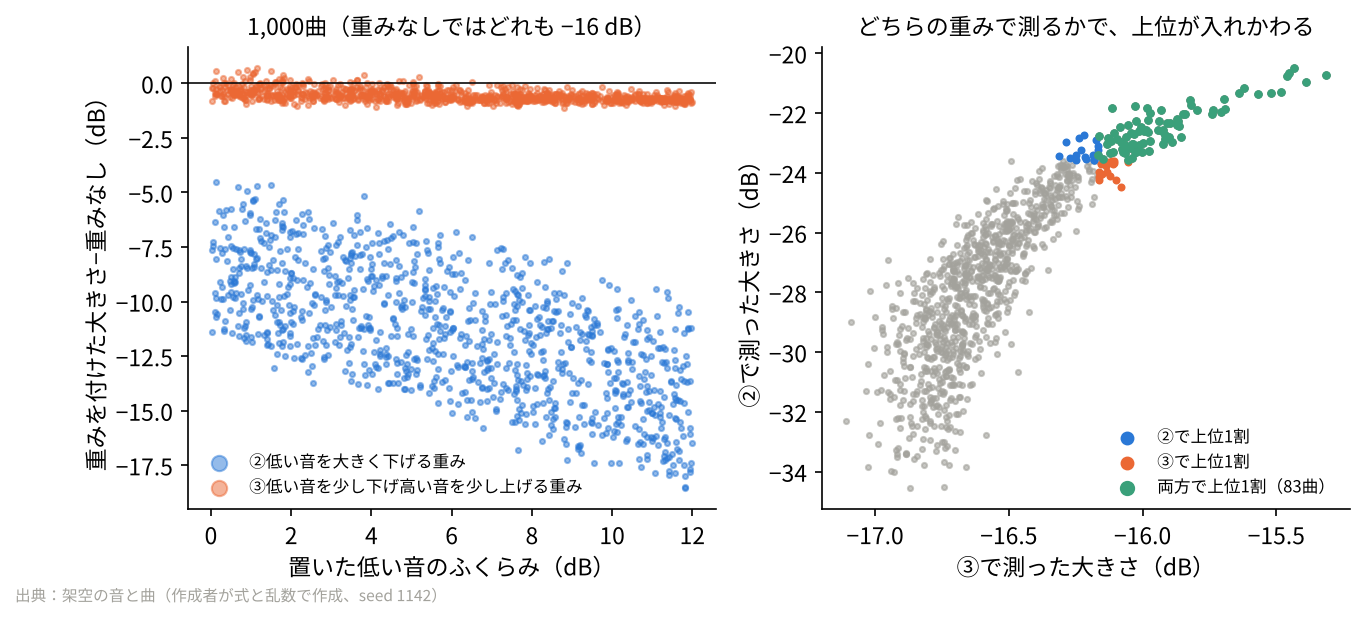 1,000曲（重みなしではどれも −16 dB）
重みを付けた大きさ−重みなし（dB）
0.0
−2.5
−5.0
−7.5
−10.0
−12.5
−15.0
−17.5
②低い音を大きく下げる重み
③低い音を少し下げ高い音を少し上げる重み
0 2 4 6 8 10 12
置いた低い音のふくらみ（dB）
どちらの重みで測るかで、上位が入れかわる
②で測った大きさ（dB）
−20
−22
−24
−26
−28
−30
−32
−34
②で上位1割
③で上位1割
両方で上位1割（83曲）
−17.0 −16.5 −16.0 −15.5
③で測った大きさ（dB）
出典：架空の音と曲（作成者が式と乱数で作成、seed 1142）